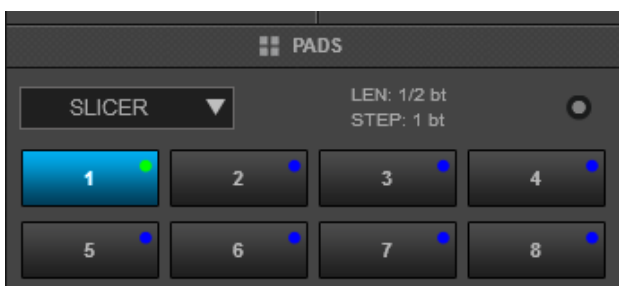 PADS
SLICER
LEN: 1/2 bt
STEP: 1 bt
1 2 3 4
5 6 7 8